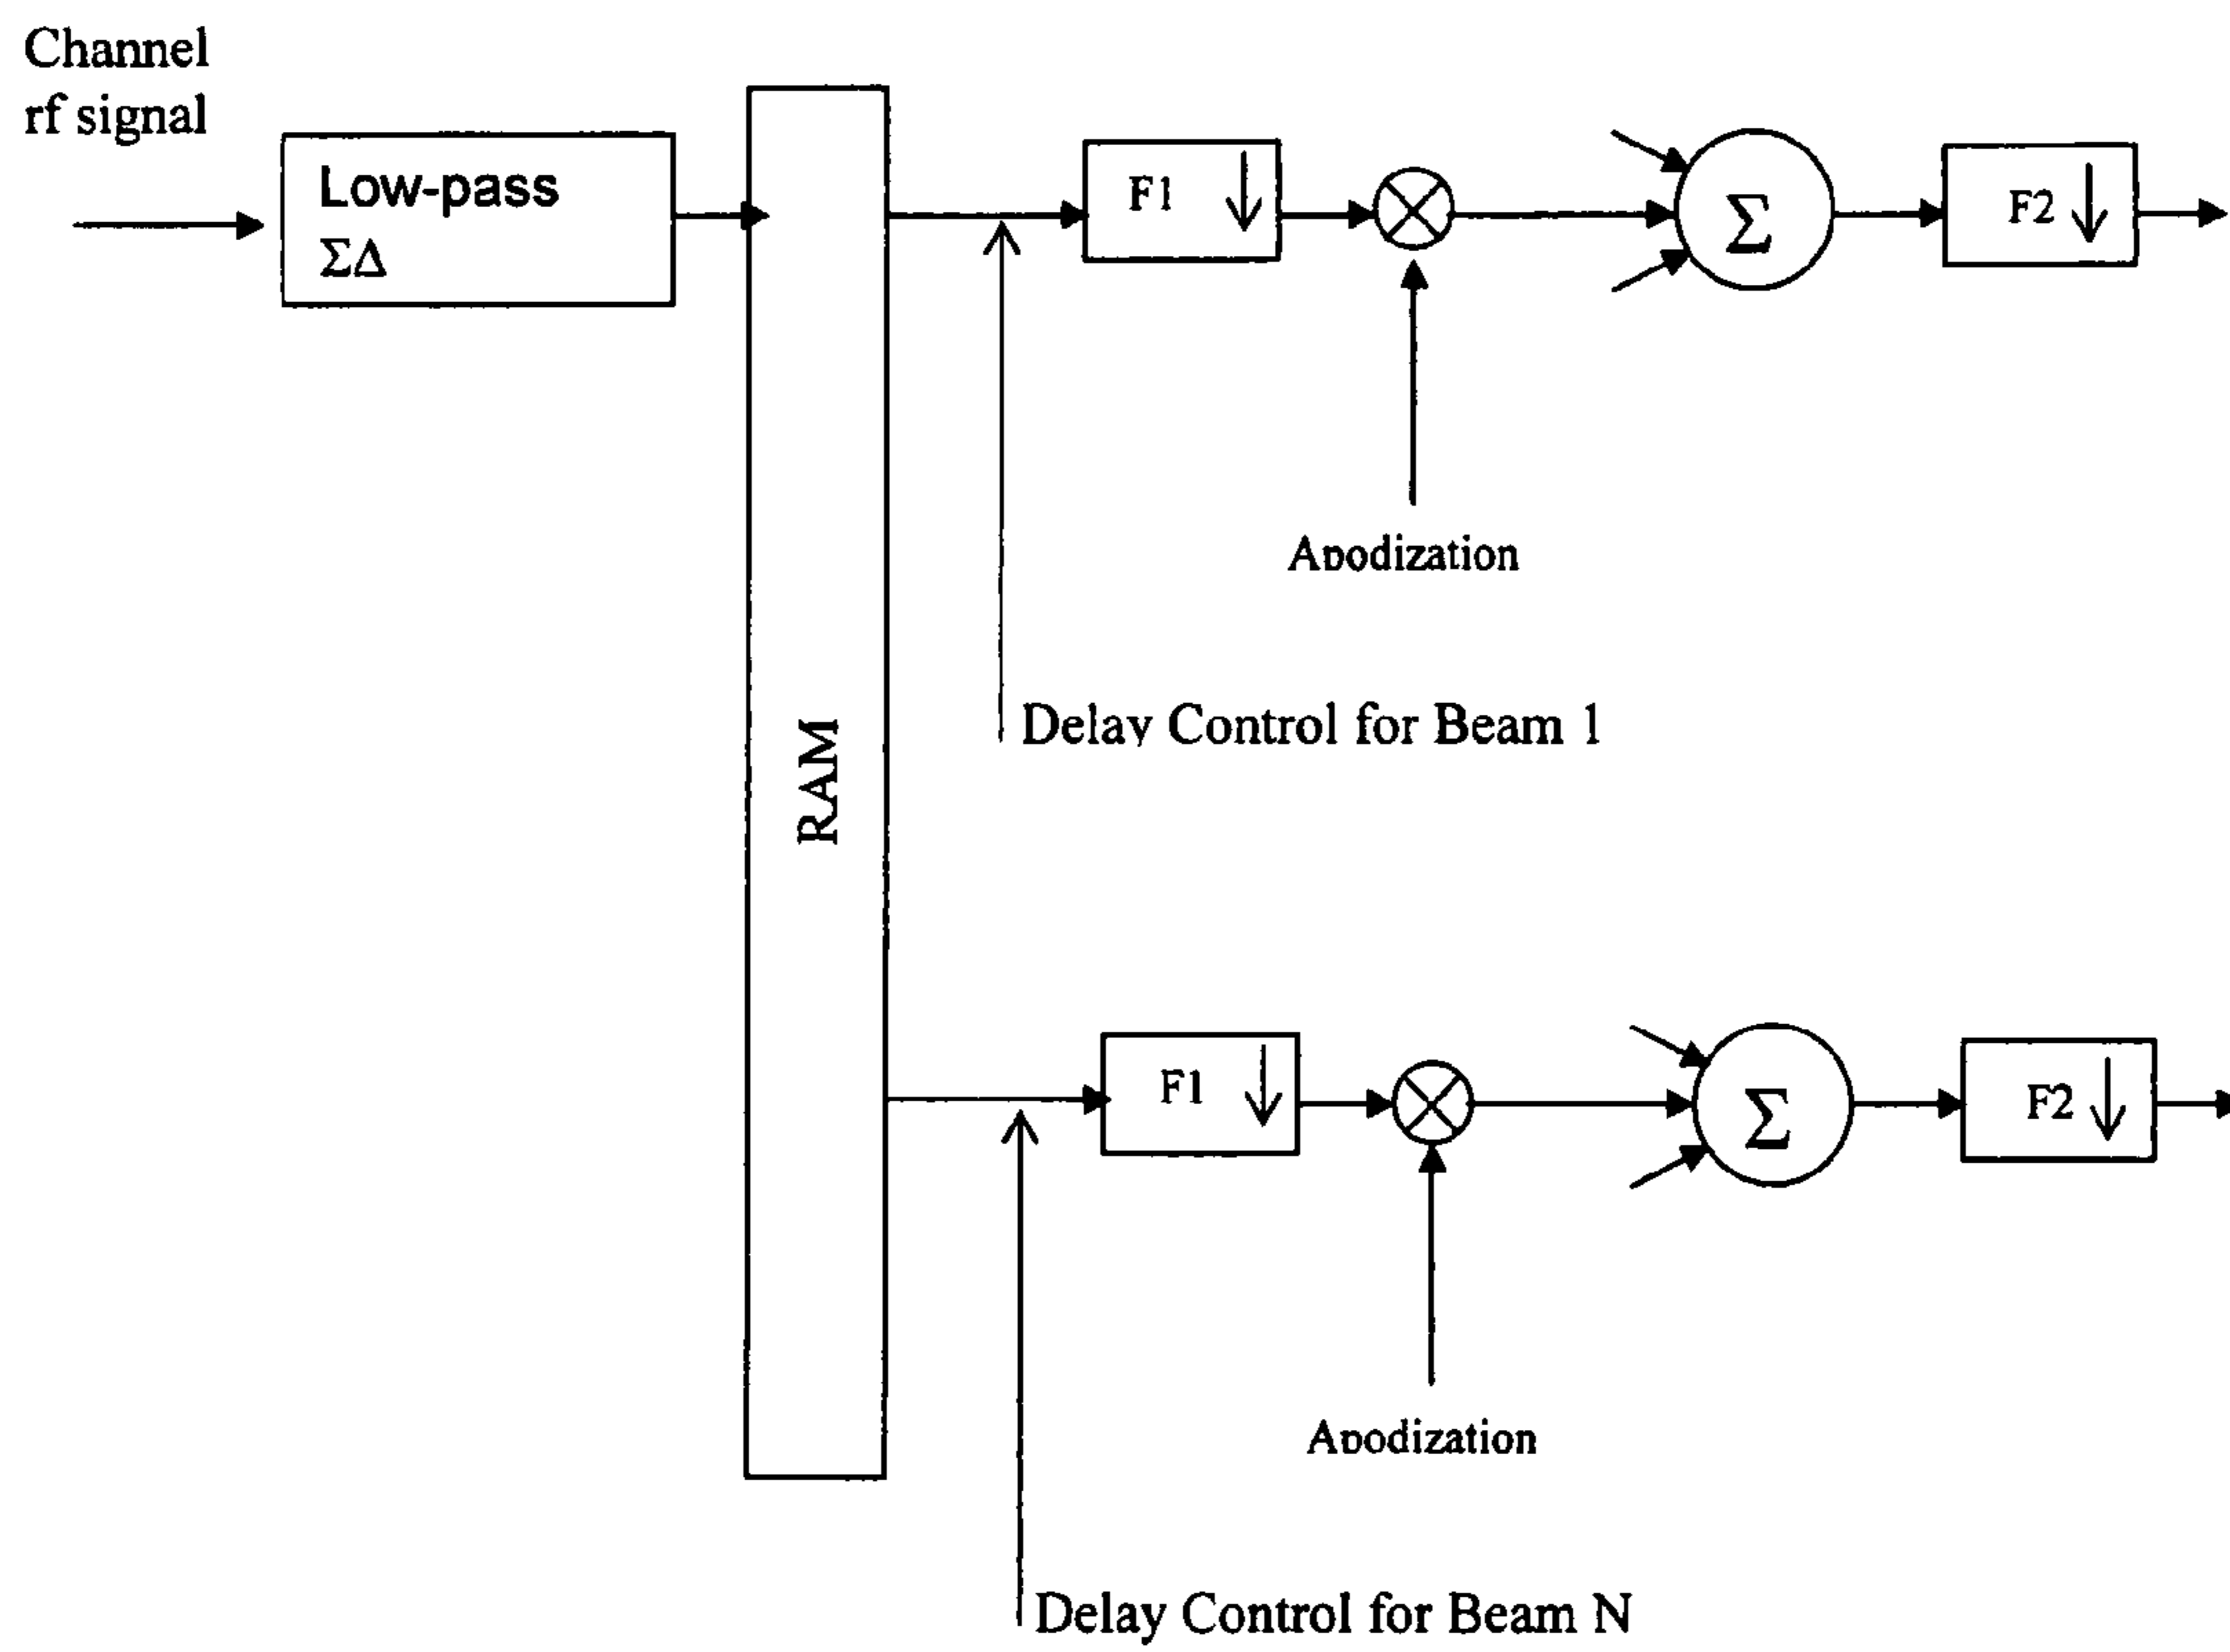 Channel
rf signal
Low-pass
ΣΔ
F1
Σ
F2
Apodization
Delay Control for Beam 1
RAM
F1
Σ
F2
Apodization
Delay Control for Beam N